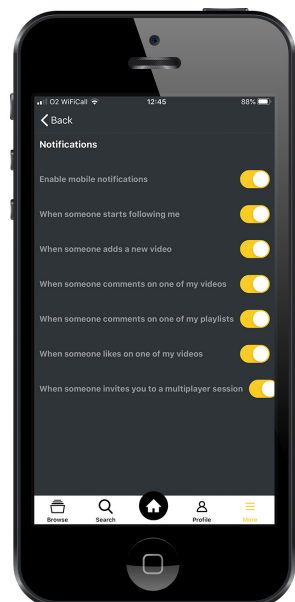 O2 WiFiCall 12:45 88%
Back
Notifications
Enable mobile notifications
When someone starts following me
When someone adds a new video
When someone comments on one of my videos
When someone comments on one of my playlists
When someone likes on one of my videos
When someone invites you to a multiplayer session
Browse Search Profile More